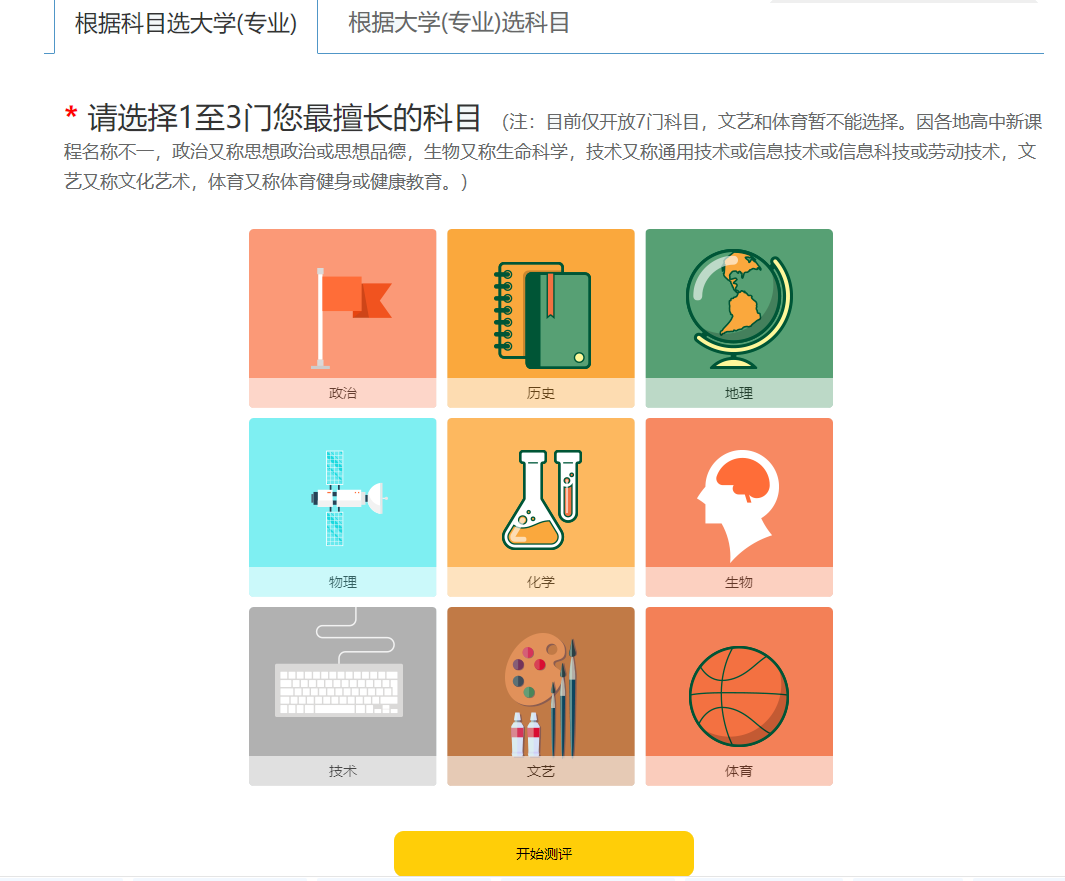 根据科目选大学(专业) 根据大学(专业)选科目
* 请选择1至3门您最擅长的科目 （注：目前仅开放7门科目，文艺和体育暂不能选择。因各地高中新课
程名称不一，政治又称思想政治或思想品德，生物又称生命科学，技术又称通用技术或信息技术或信息科技或劳动技术，文
艺又称文化艺术，体育又称体育健身或健康教育。）
政治 历史 地理
物理 化学 生物
技术 文艺 体育
开始测评